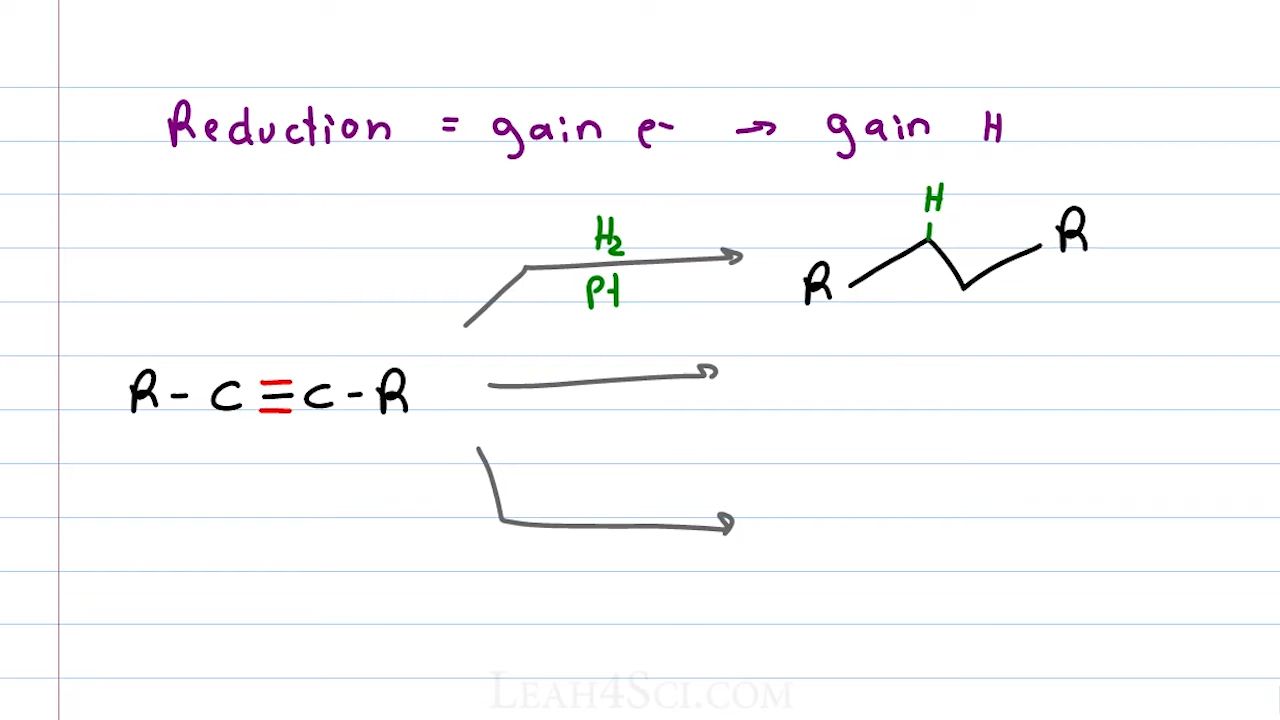 Reduction = gain e- → gain H
H
H2
R
Pt
R
R - C ≡ C - R
LEAH4SCI.COM